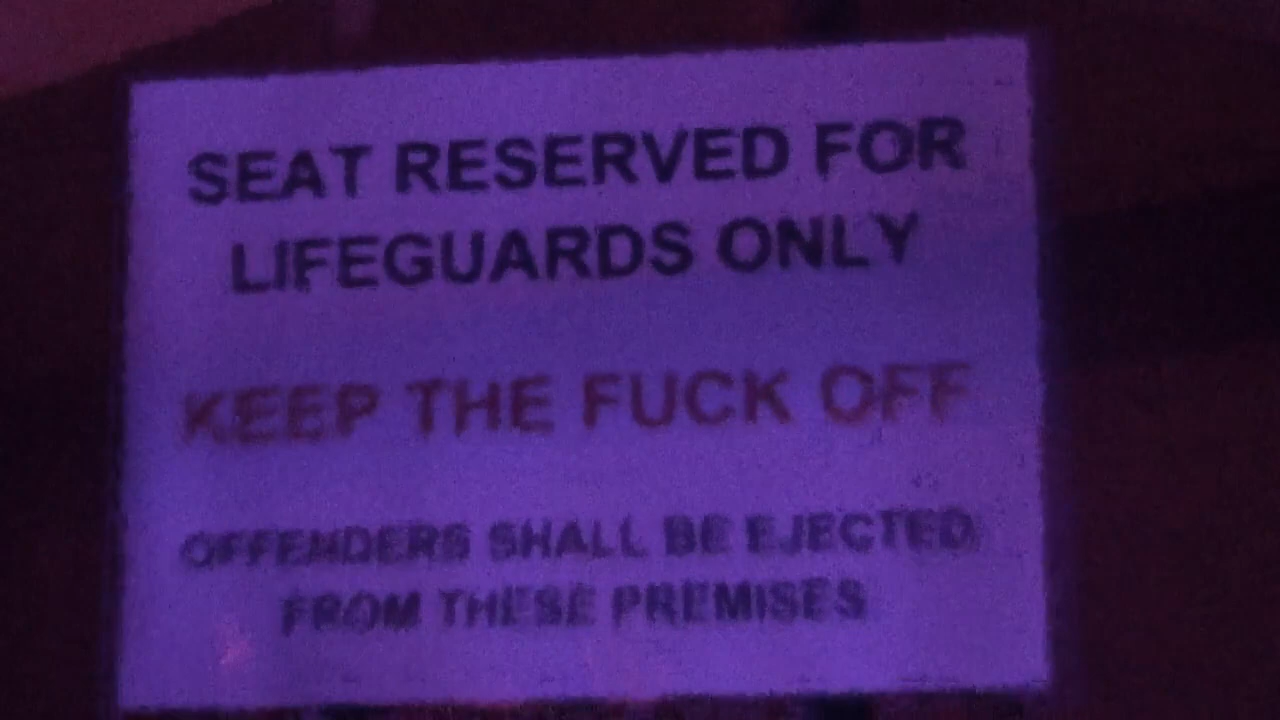 SEAT RESERVED FOR
LIFEGUARDS ONLY
KEEP THE FUCK OFF
OFFENDERS SHALL BE EJECTED
FROM THESE PREMISES